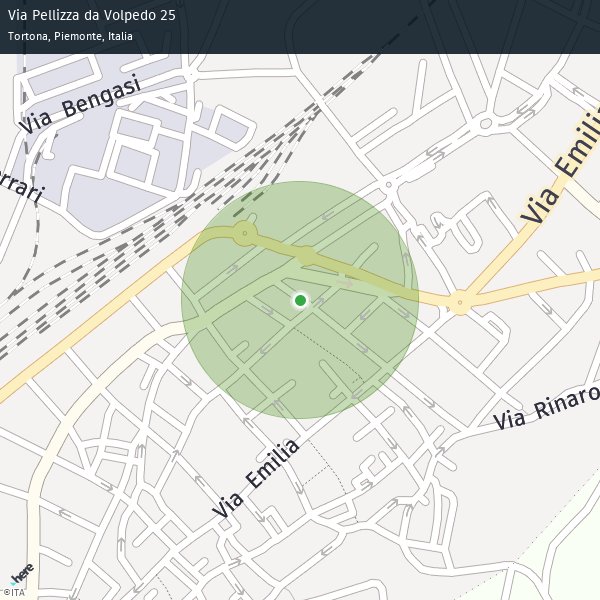 Via Pellizza da Volpedo 25
Tortona, Piemonte, Italia
Via Bengasi
rrari
Via Emilia
Via Rinaro
Via Emilia
here
©ITA